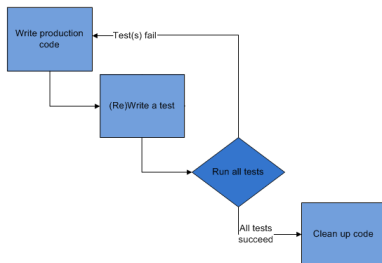 Write production
code
Test(s) fail
(Re)Write a test
Run all tests
All tests
succeed
Clean up code